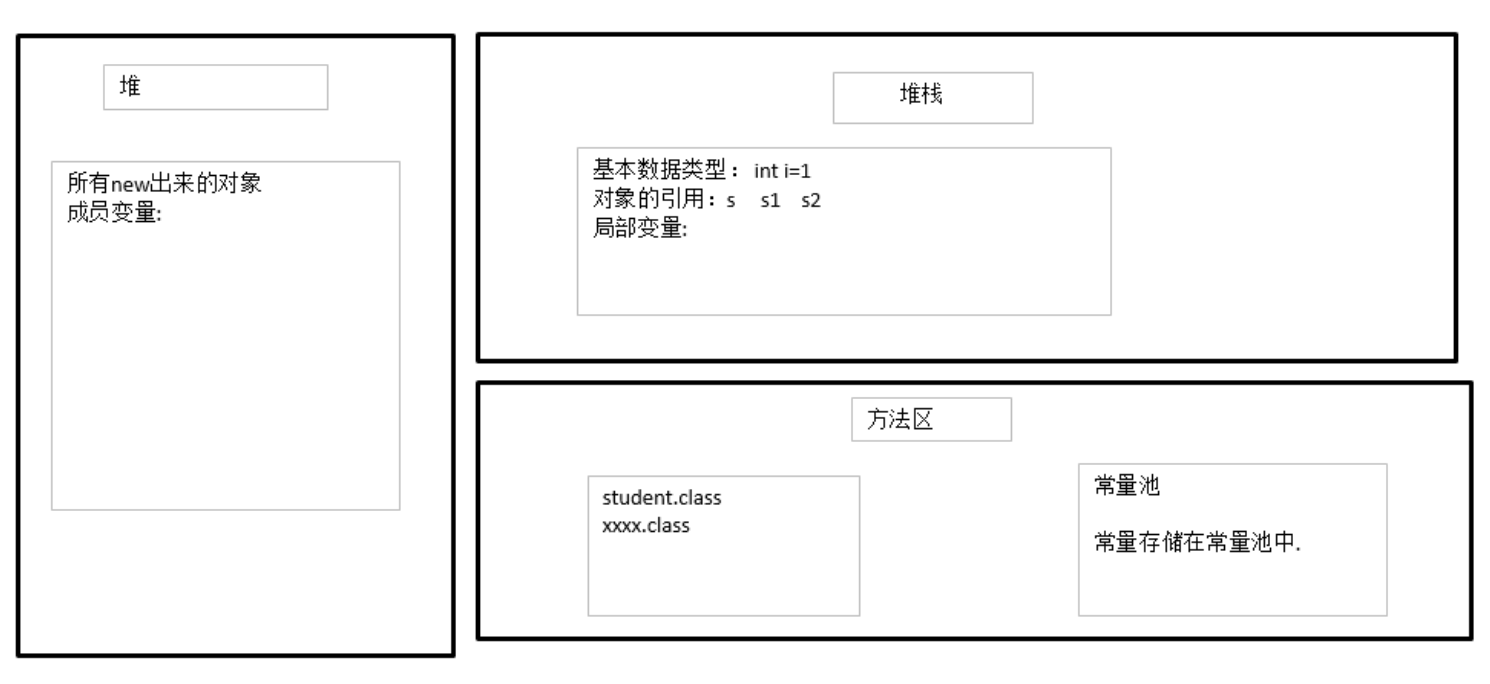 堆
所有new出来的对象
成员变量:
堆栈
基本数据类型：int i=1
对象的引用：s s1 s2
局部变量:
方法区
student.class
xxxx.class
常量池
常量存储在常量池中.